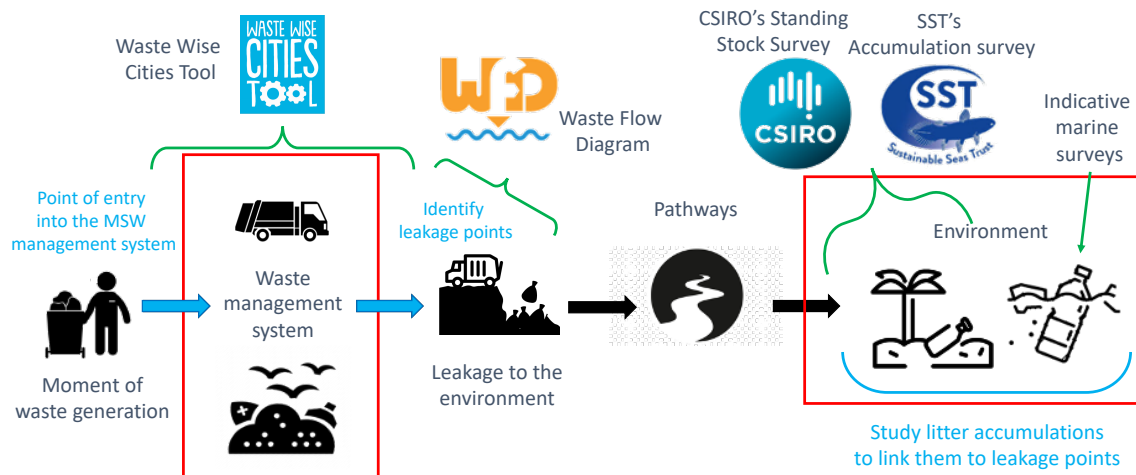 Waste Wise
Cities Tool
WASTE WISE
CITIES
TOOL
WFD
Waste Flow
Diagram
CSIRO's Standing
Stock Survey
CSIRO
SST's
Accumulation survey
SST
Sustainable Seas Trust
Indicative
marine
surveys
Point of entry
into the MSW
management system
Identify
leakage points
Pathways
Environment
Waste
management
system
Moment of
waste generation
Leakage to the
environment
Study litter accumulations
to link them to leakage points